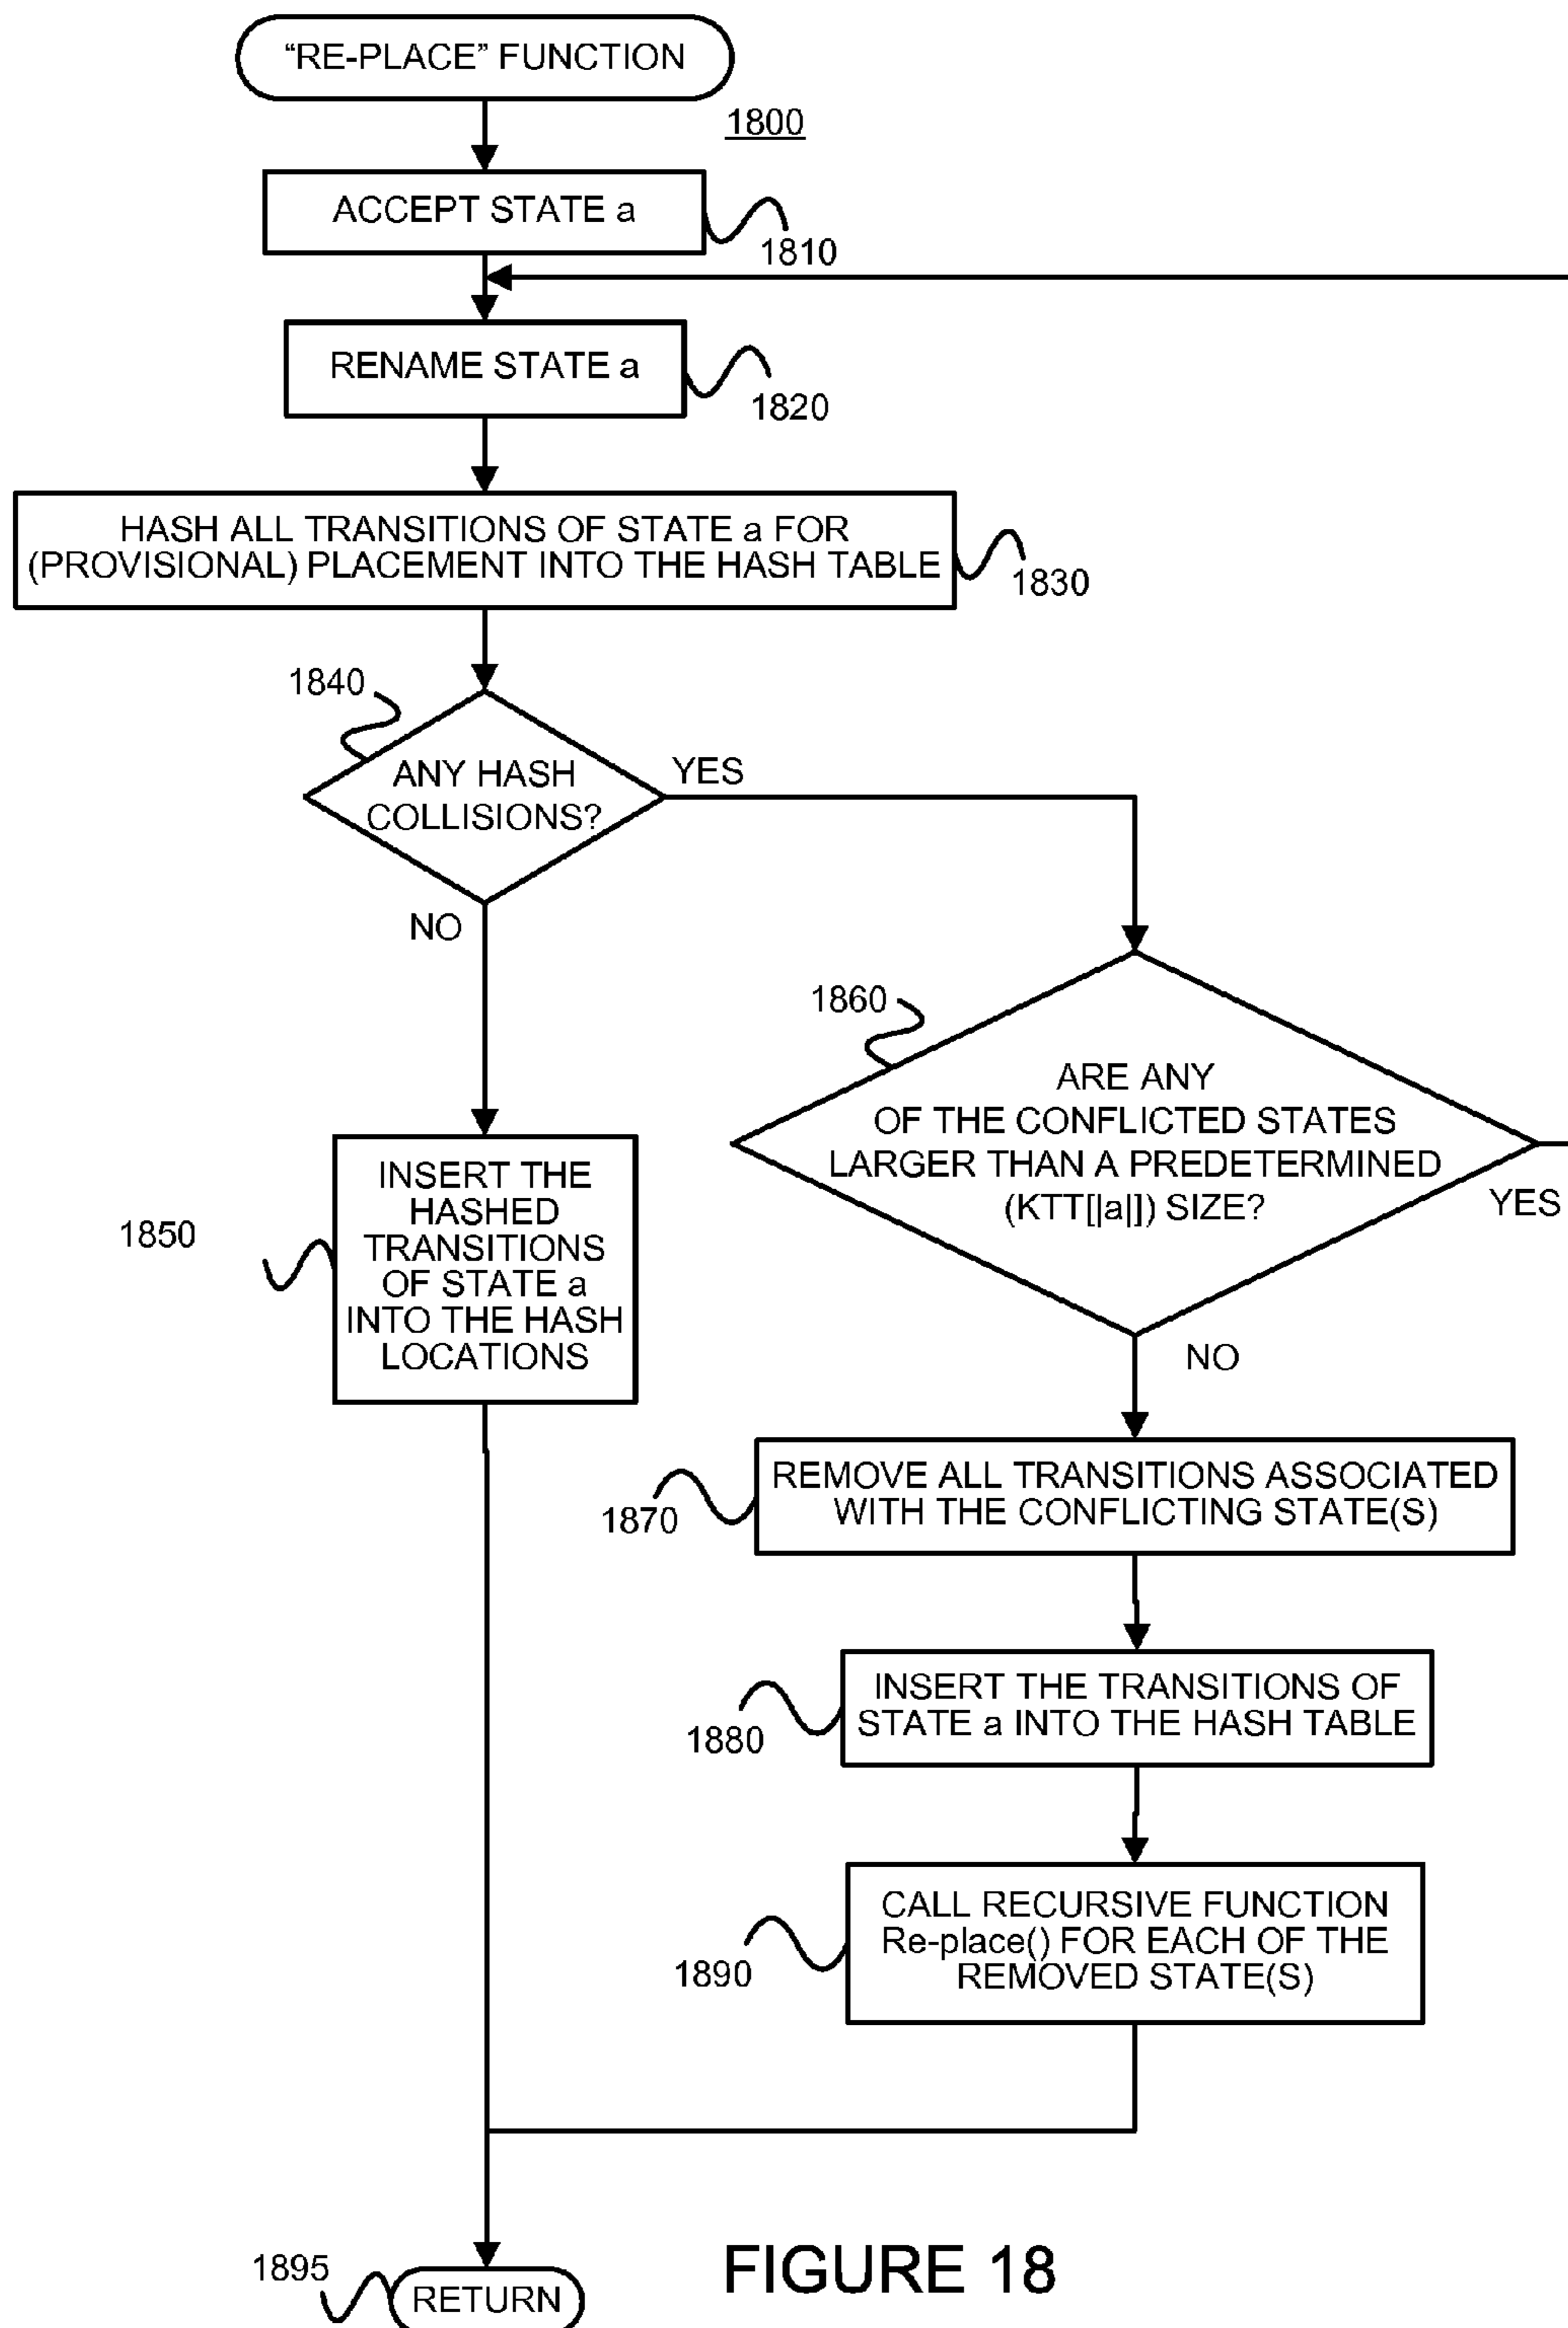 “RE-PLACE” FUNCTION
1800
ACCEPT STATE a
1810
RENAME STATE a
1820
HASH ALL TRANSITIONS OF STATE a FOR
(PROVISIONAL) PLACEMENT INTO THE HASH TABLE
1830
1840
ANY HASH
COLLISIONS?
YES
NO
1860
ARE ANY
OF THE CONFLICTED STATES
LARGER THAN A PREDETERMINED
(KTT[|a|]) SIZE?
YES
NO
1850
INSERT THE
HASHED
TRANSITIONS
OF STATE a
INTO THE HASH
LOCATIONS
REMOVE ALL TRANSITIONS ASSOCIATED
WITH THE CONFLICTING STATE(S)
1870
INSERT THE TRANSITIONS OF
STATE a INTO THE HASH TABLE
1880
CALL RECURSIVE FUNCTION
Re-place() FOR EACH OF THE
REMOVED STATE(S)
1890
1895
RETURN
FIGURE 18